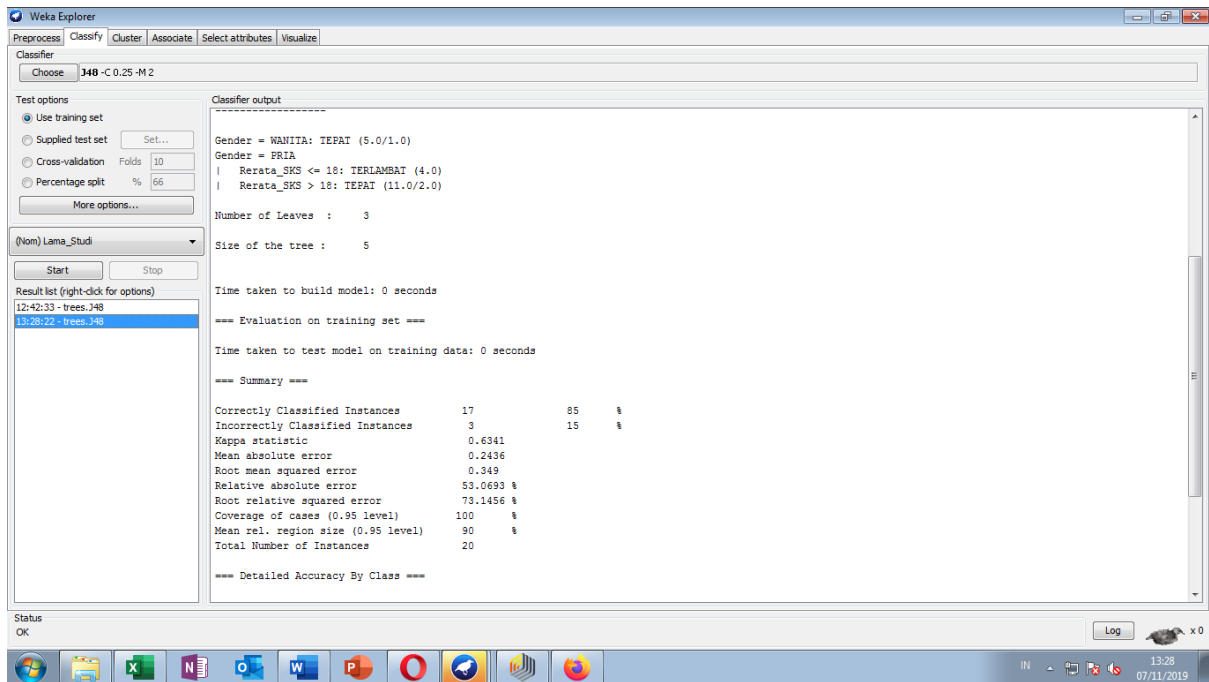 Weka Explorer
Preprocess Classify Cluster Associate Select attributes Visualize
Classifier
Choose J48 -C 0.25 -M 2
Test options
Use training set
Supplied test set Set...
Cross-validation Folds 10
Percentage split % 66
More options...
(Nom) Lama_Studi
Start Stop
Result list (right-click for options)
12:42:33 - trees.J48
13:28:22 - trees.J48
Classifier output
------------------
Gender = WANITA: TEPAT (5.0/1.0)
Gender = PRIA
| Rerata_SKS <= 18: TERLAMBAT (4.0)
| Rerata_SKS > 18: TEPAT (11.0/2.0)
Number of Leaves : 3
Size of the tree : 5
Time taken to build model: 0 seconds
=== Evaluation on training set ===
Time taken to test model on training data: 0 seconds
=== Summary ===
Correctly Classified Instances 17 85 %
Incorrectly Classified Instances 3 15 %
Kappa statistic 0.6341
Mean absolute error 0.2436
Root mean squared error 0.349
Relative absolute error 53.0693 %
Root relative squared error 73.1456 %
Coverage of cases (0.95 level) 100 %
Mean rel. region size (0.95 level) 90 %
Total Number of Instances 20
=== Detailed Accuracy By Class ===
Status
OK
Log x 0
IN 13:28
07/11/2019